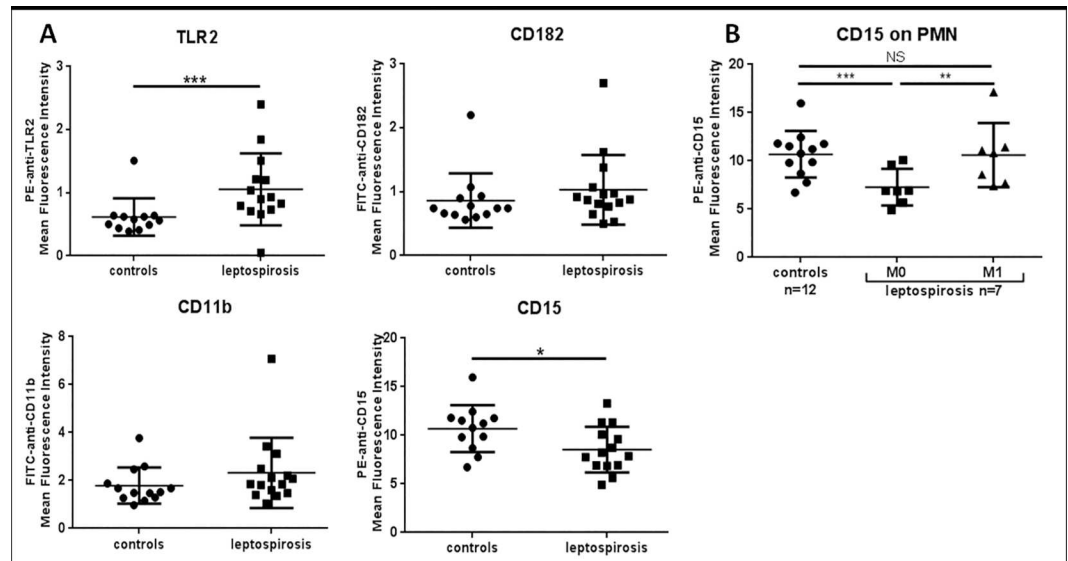 A
TLR2
***
PE-anti-TLR2
Mean Fluorescence Intensity
3
2
1
0
controls
leptospirosis
CD182
FITC-anti-CD182
Mean Fluorescence Intensity
3
2
1
0
controls
leptospirosis
B
CD15 on PMN
NS
***
**
PE-anti-CD15
Mean Fluorescence Intensity
20
15
10
5
0
controls
n=12
M0
M1
leptospirosis n=7
CD11b
FITC-anti-CD11b
Mean Fluorescence Intensity
8
6
4
2
0
controls
leptospirosis
CD15
*
PE-anti-CD15
Mean Fluorescence Intensity
20
15
10
5
0
controls
leptospirosis